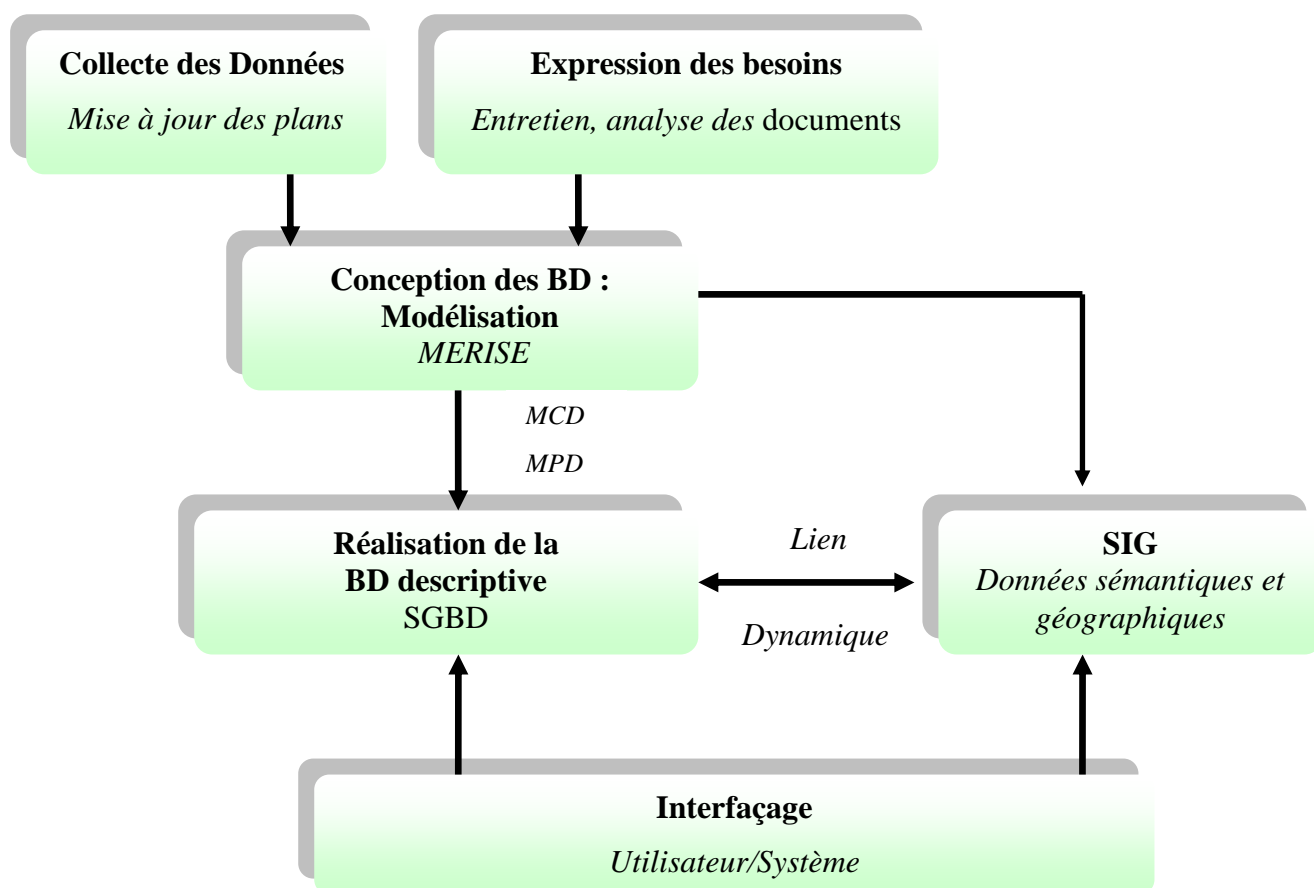 Collecte des Données
Mise à jour des plans
Expression des besoins
Entretien, analyse des documents
Conception des BD :
Modélisation
MERISE
MCD
MPD
Réalisation de la
BD descriptive
SGBD
Lien
Dynamique
SIG
Données sémantiques et
géographiques
Interfaçage
Utilisateur/Système